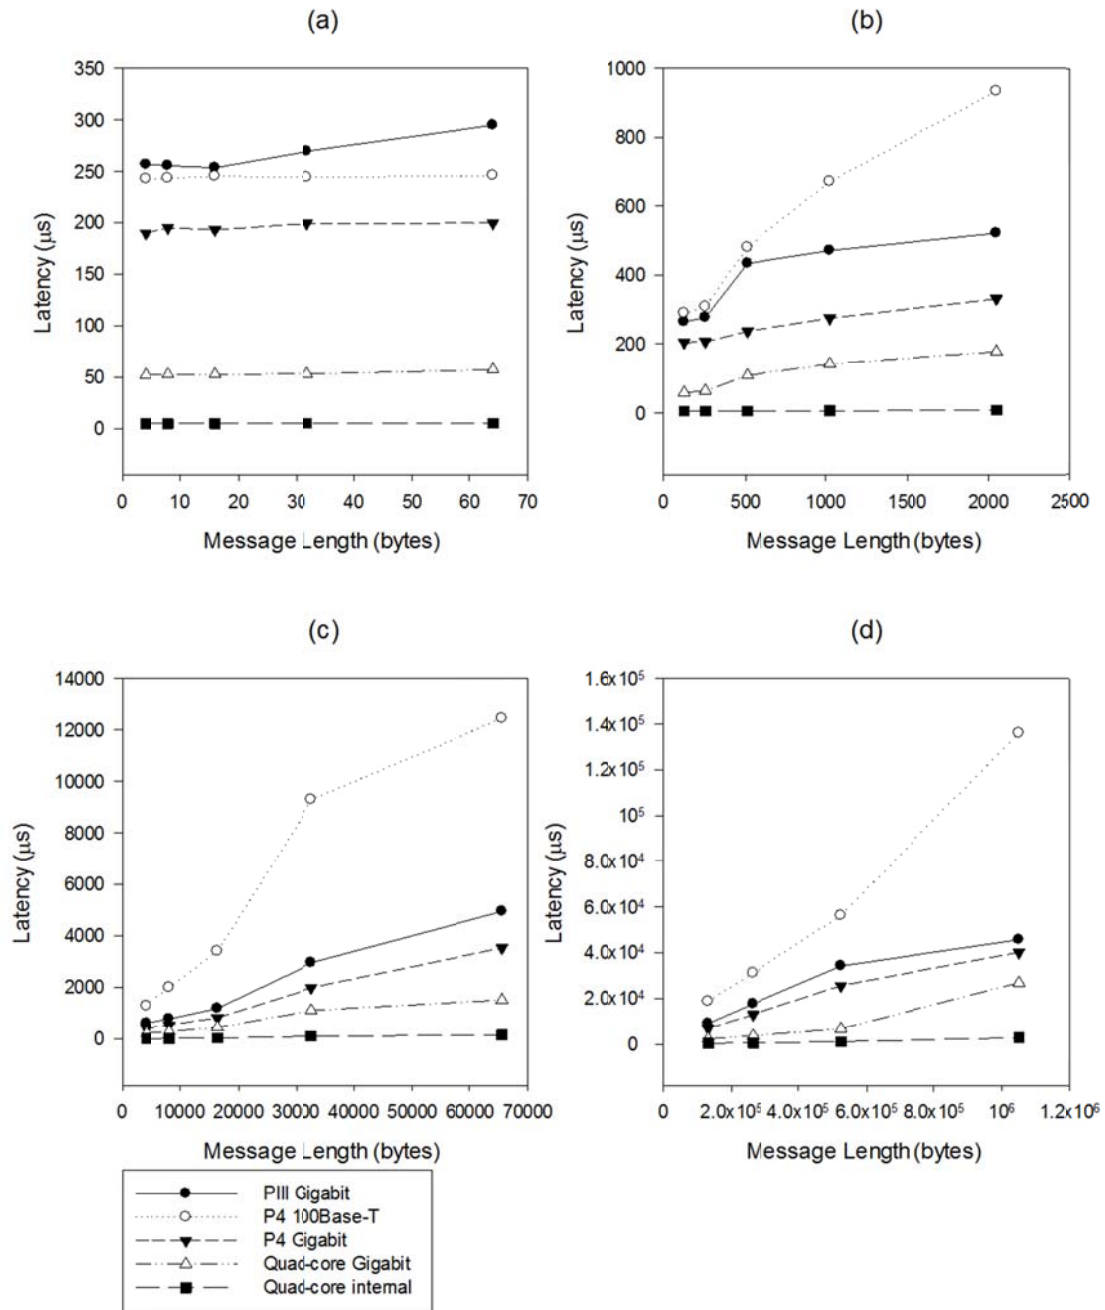 (a)
350
300
250
200
150
100
50
0
Latency (μs)
0 10 20 30 40 50 60 70
Message Length (bytes)
(b)
1000
800
600
400
200
0
Latency (μs)
0 500 1000 1500 2000 2500
Message Length (bytes)
(c)
14000
12000
10000
8000
6000
4000
2000
0
Latency (μs)
0 10000 20000 30000 40000 50000 60000 70000
Message Length (bytes)
(d)
1.6x10⁵
1.4x10⁵
1.2x10⁵
10⁵
8.0x10⁴
6.0x10⁴
4.0x10⁴
2.0x10⁴
0
Latency (μs)
0 2.0x10⁵ 4.0x10⁵ 6.0x10⁵ 8.0x10⁵ 10⁶ 1.2x10⁶
Message Length (bytes)
PIII Gigabit
P4 100Base-T
P4 Gigabit
Quad-core Gigabit
Quad-core internal